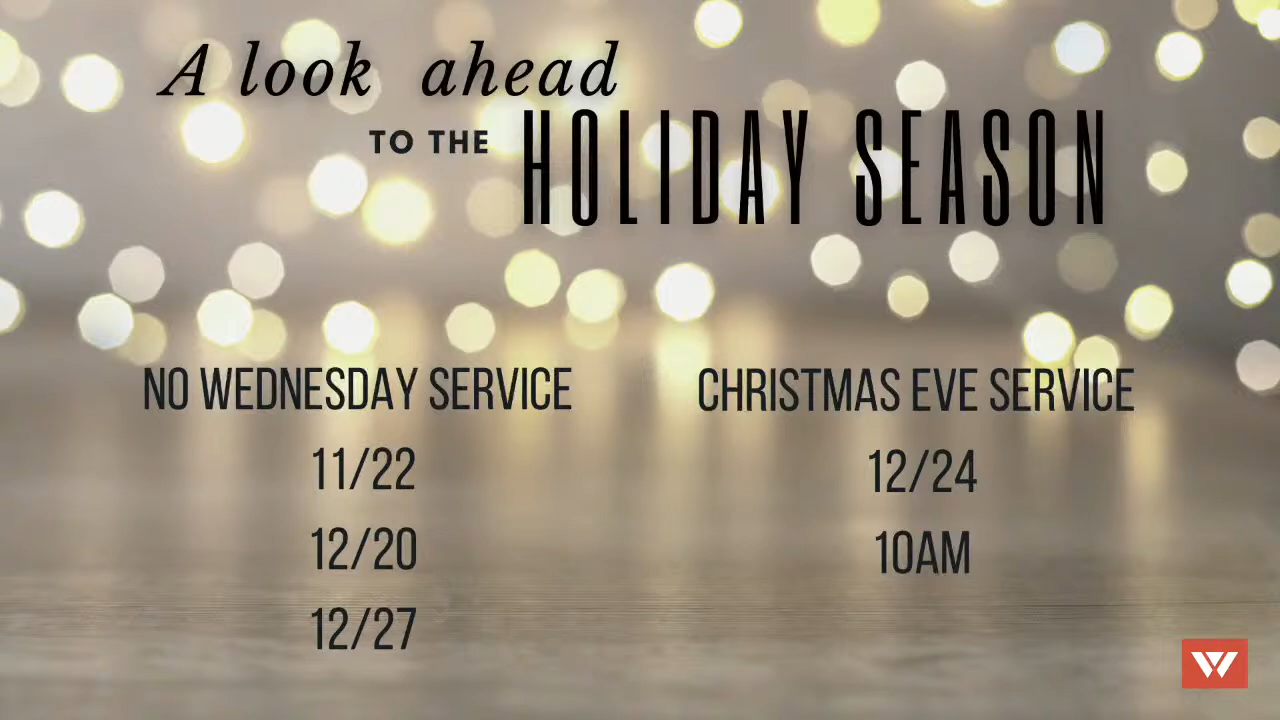 A look ahead
TO THE HOLIDAY SEASON
NO WEDNESDAY SERVICE
11/22
12/20
12/27
CHRISTMAS EVE SERVICE
12/24
10AM
W